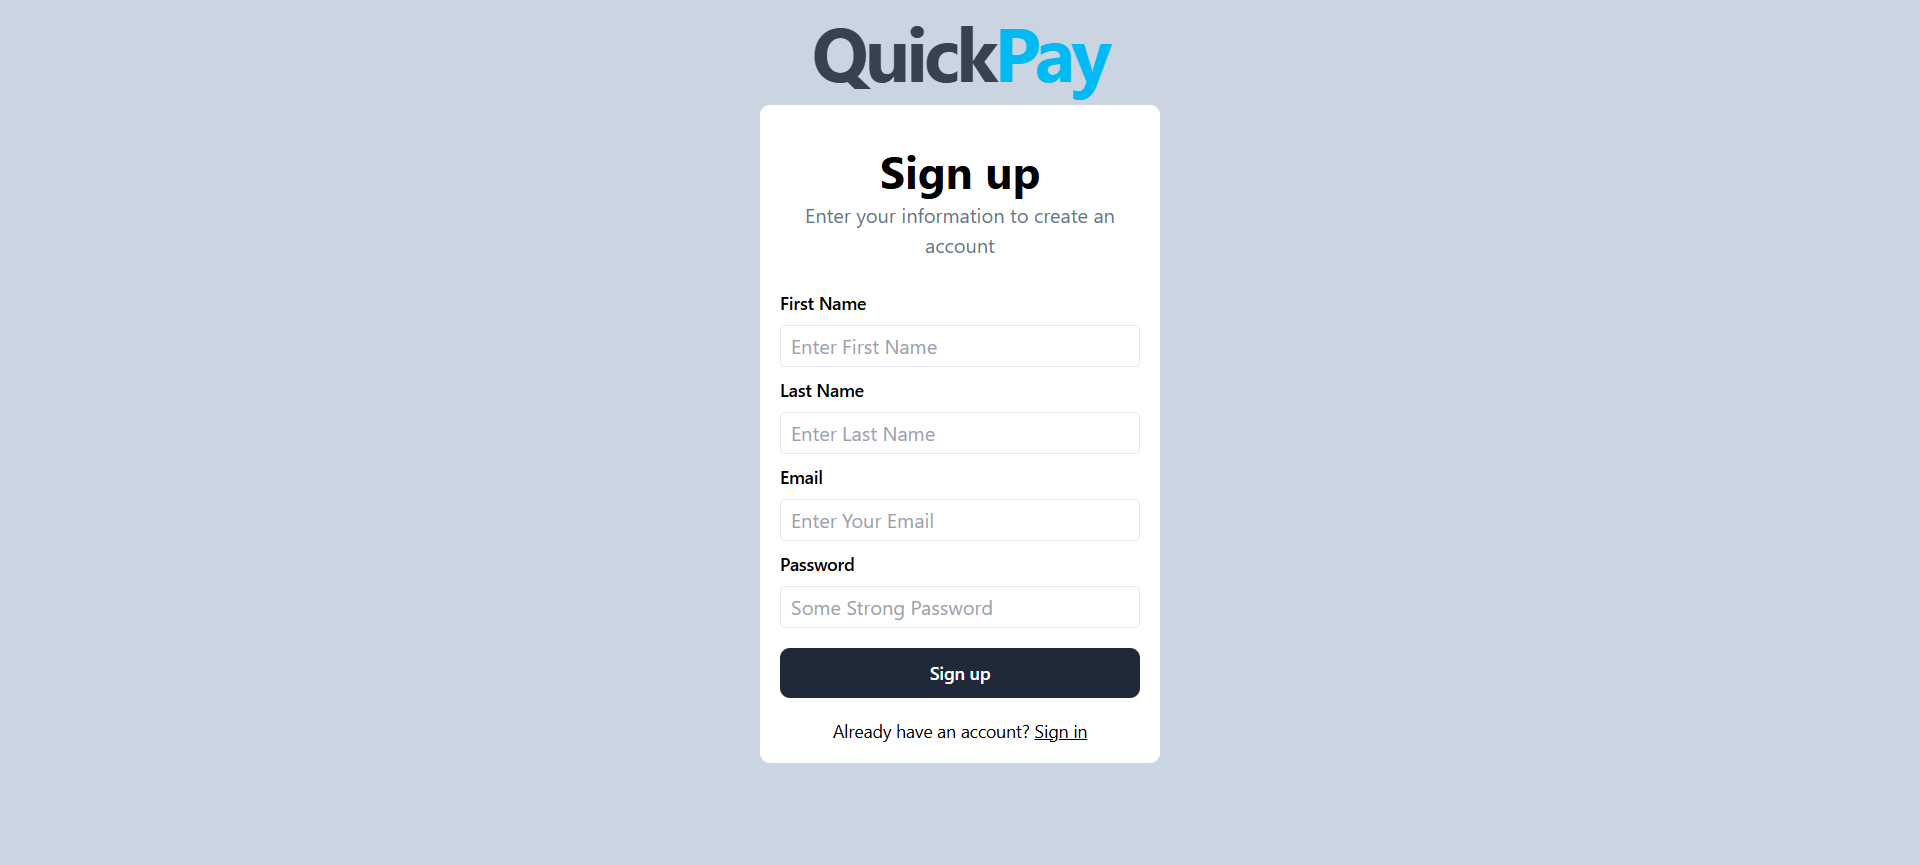 QuickPay
Sign up
Enter your information to create an
account
First Name
Enter First Name
Last Name
Enter Last Name
Email
Enter Your Email
Password
Some Strong Password
Sign up
Already have an account? Sign in